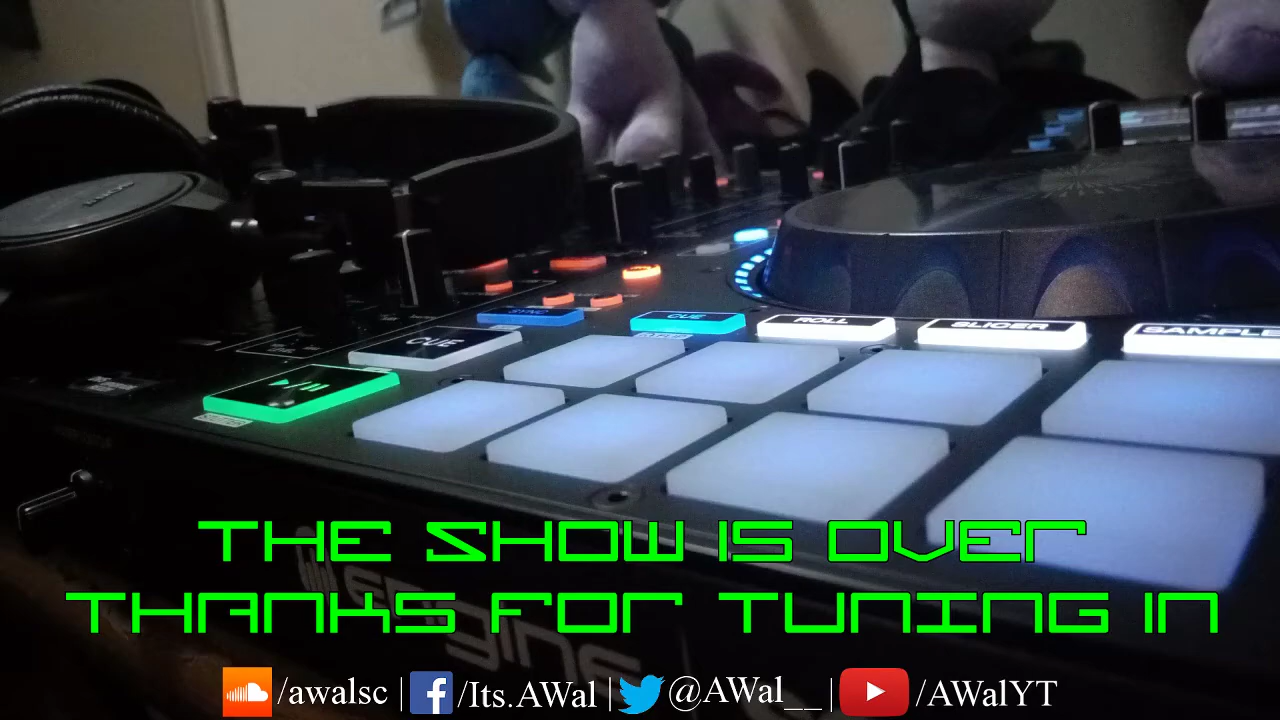 SYNC
CUE
ROLL
SLICER
SAMPLE
CUE
THE SHOW IS OVER
THANKS FOR TUNING IN
ENGINE
/awalsc | /Its.AWal | @AWal__ | /AWalYT